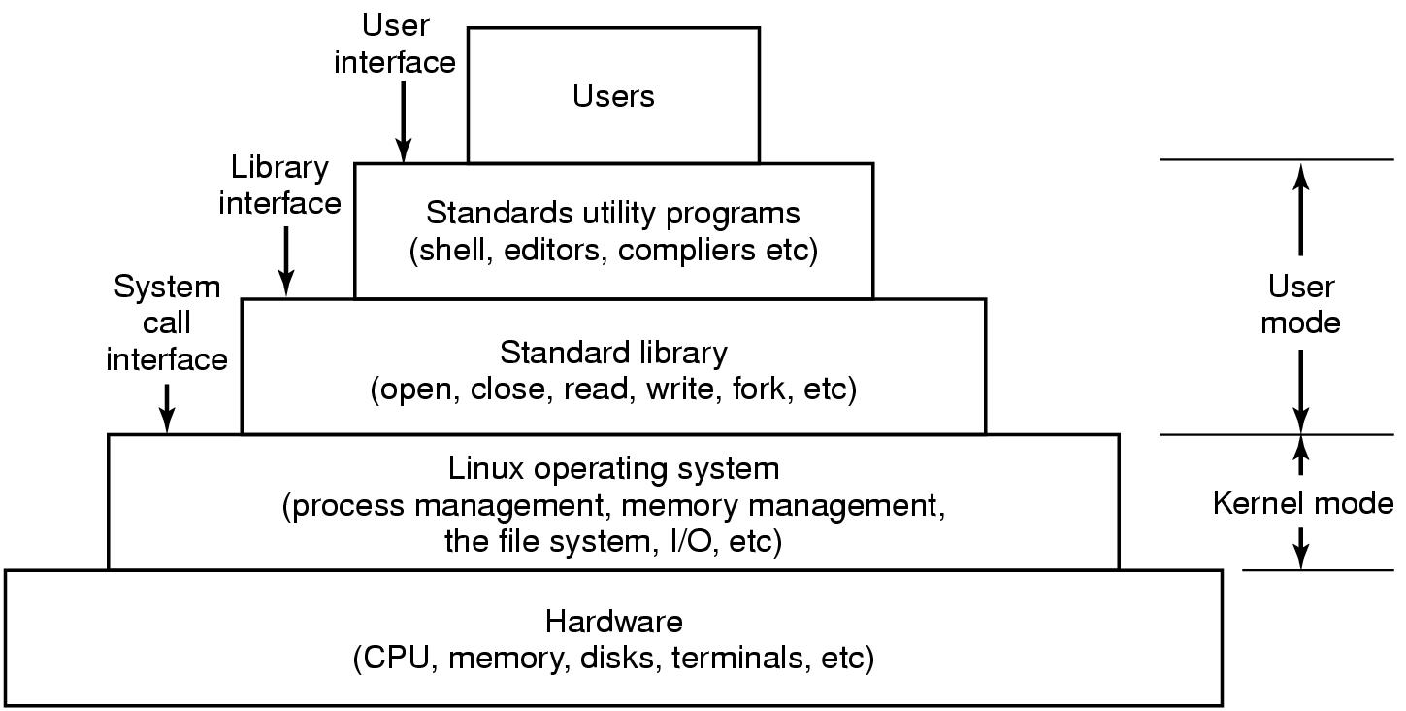 User
interface
Users
Library
interface
Standards utility programs
(shell, editors, compliers etc)
System
call
interface
User
mode
Standard library
(open, close, read, write, fork, etc)
Linux operating system
(process management, memory management,
the file system, I/O, etc)
Kernel mode
Hardware
(CPU, memory, disks, terminals, etc)